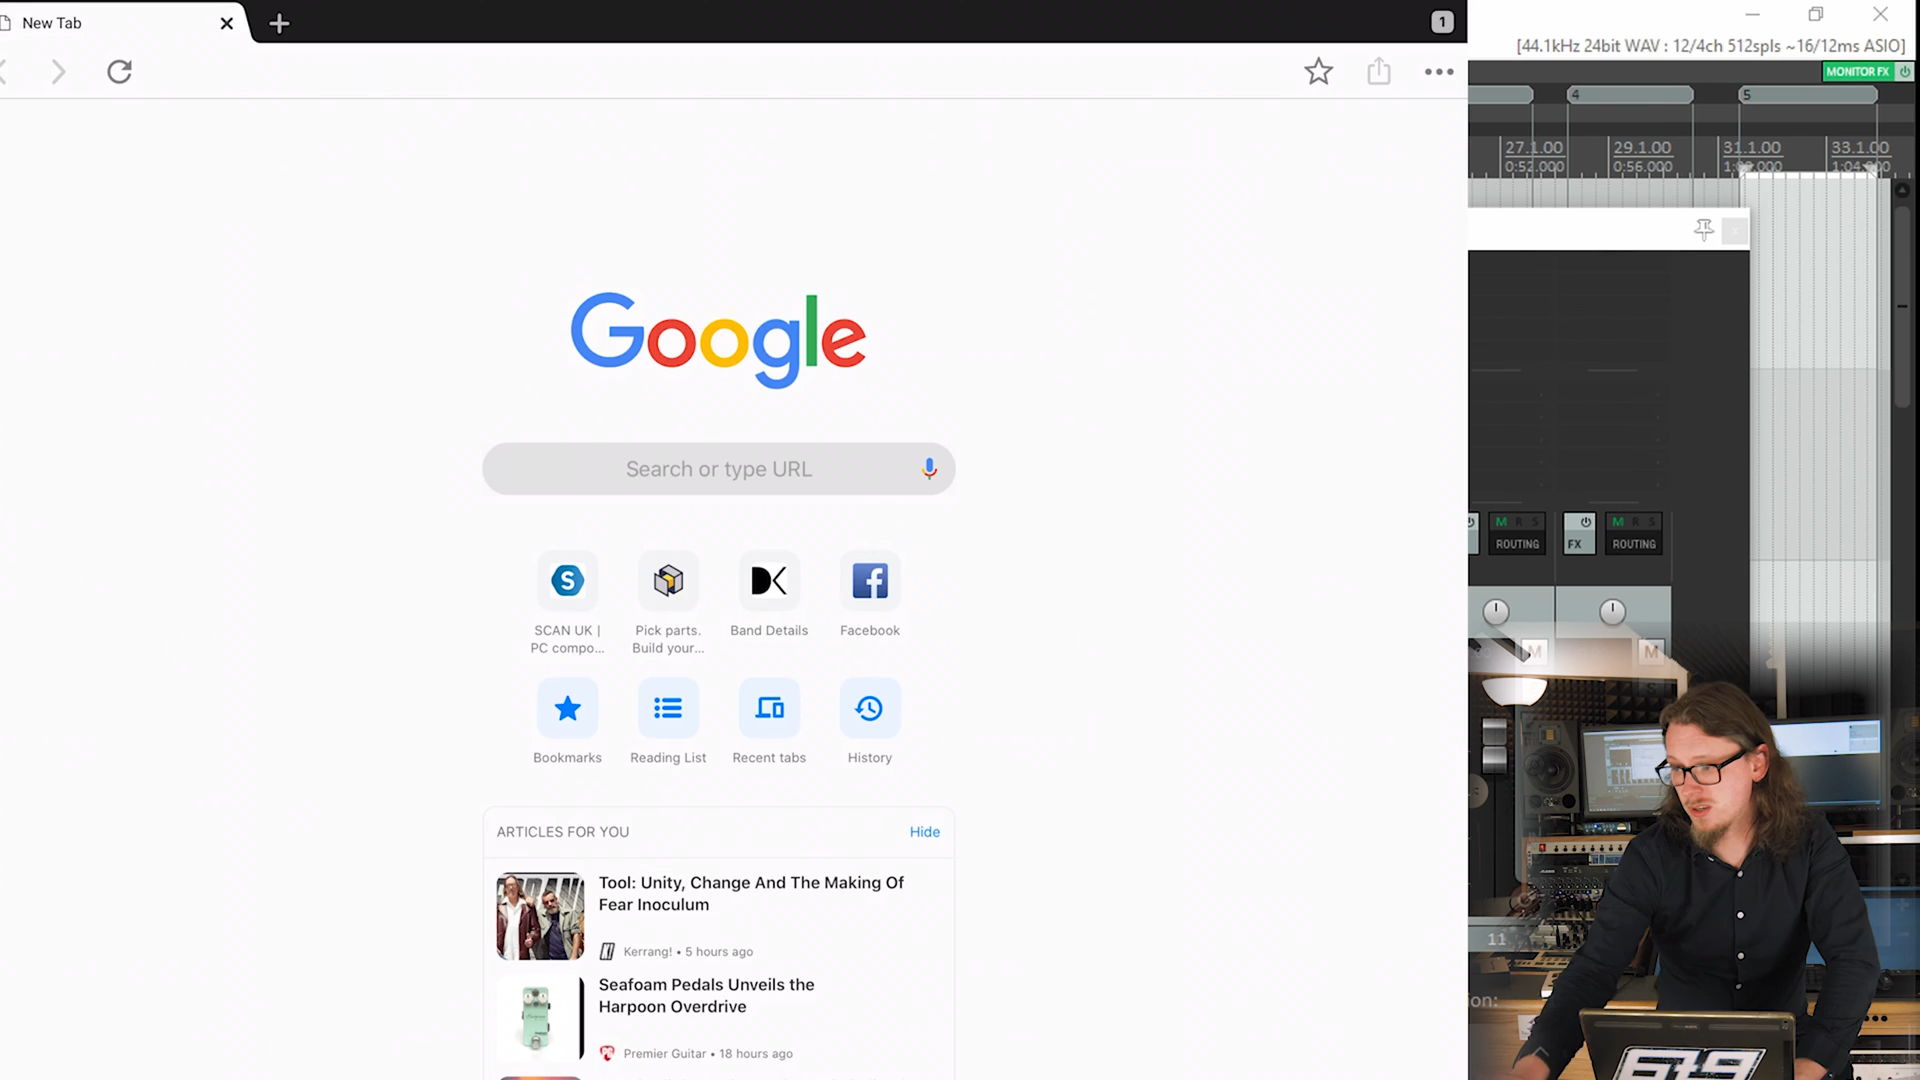 New Tab
1
[44.1kHz 24bit WAV : 12/4ch 512spls ~16/12ms ASIO]
MONITOR FX
4
5
27.1.00
29.1.00
31.1.00
33.1.00
0:52.000
0:56.000
Google
Search or type URL
M R S
M R S
ROUTING
FX
ROUTING
SCAN UK |
PC compo...
Pick parts.
Build your...
Band Details
Facebook
M
M
Bookmarks
Reading List
Recent tabs
History
ARTICLES FOR YOU
Hide
Tool: Unity, Change And The Making Of
Fear Inoculum
Kerrang! • 5 hours ago
11
Seafoam Pedals Unveils the
Harpoon Overdrive
ion:
Premier Guitar • 18 hours ago